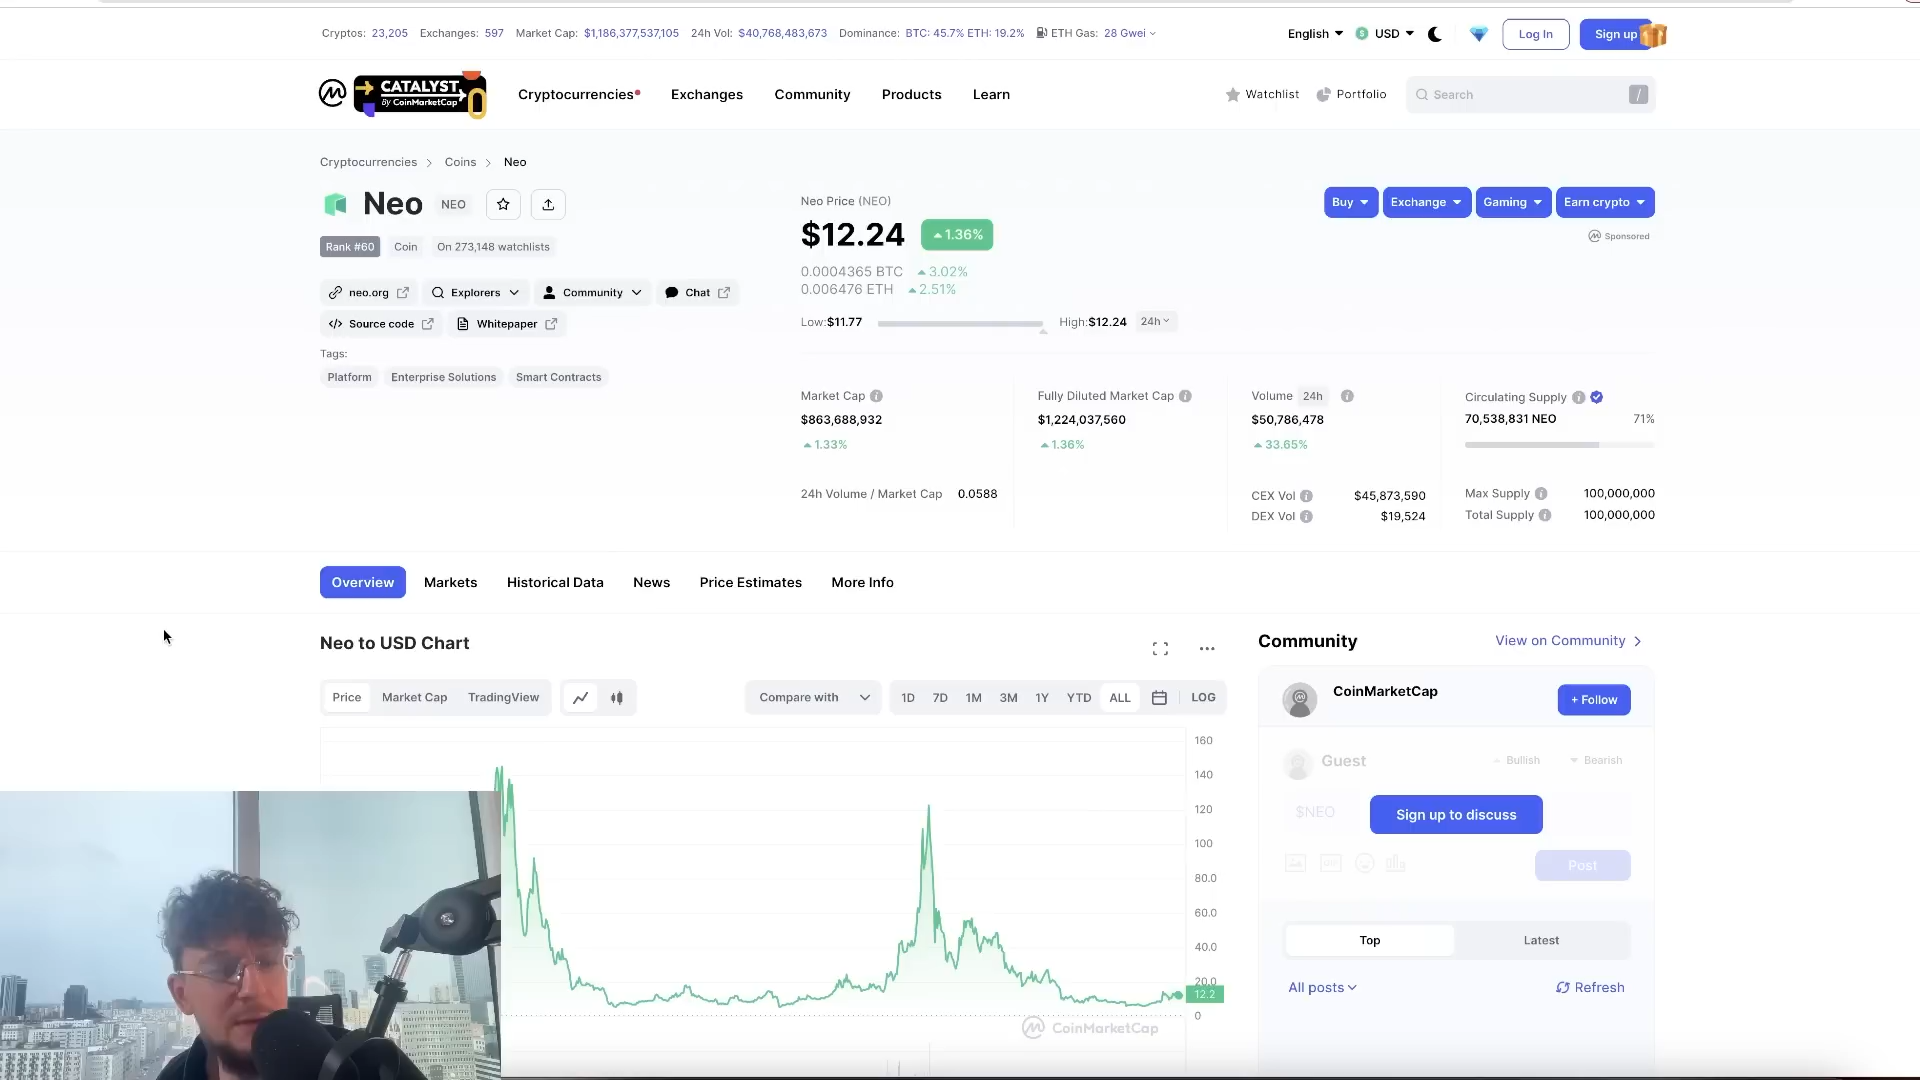 Cryptos: 23,205 Exchanges: 597 Market Cap: $1,186,377,537,105 24h Vol: $40,768,483,673 Dominance: BTC: 45.7% ETH: 19.2% ETH Gas: 28 Gwei
English USD Log In Sign up
CATALYST
by CoinMarketCap
Cryptocurrencies Exchanges Community Products Learn
Watchlist Portfolio Search /
Cryptocurrencies Coins Neo
Neo NEO
Rank #60 Coin On 273,148 watchlists
neo.org Explorers Community Chat
Source code Whitepaper
Tags:
Platform Enterprise Solutions Smart Contracts
Neo Price (NEO)
$12.24 1.36%
0.0004365 BTC 3.02%
0.006476 ETH 2.51%
Low:$11.77 High:$12.24 24h
Buy Exchange Gaming Earn crypto
Sponsored
Market Cap
$863,688,932
1.33%
24h Volume / Market Cap 0.0588
Fully Diluted Market Cap
$1,224,037,560
1.36%
Volume 24h
$50,786,478
33.65%
CEX Vol $45,873,590
DEX Vol $19,524
Circulating Supply
70,538,831 NEO 71%
Max Supply 100,000,000
Total Supply 100,000,000
Overview Markets Historical Data News Price Estimates More Info
Neo to USD Chart
Price Market Cap TradingView Compare with 1D 7D 1M 3M 1Y YTD ALL LOG
160
140
120
100
80.0
60.0
40.0
20.0
12.2
0
CoinMarketCap
Community View on Community
CoinMarketCap + Follow
Guest Bullish Bearish
$NEO Sign up to discuss
Post
Top Latest
All posts Refresh